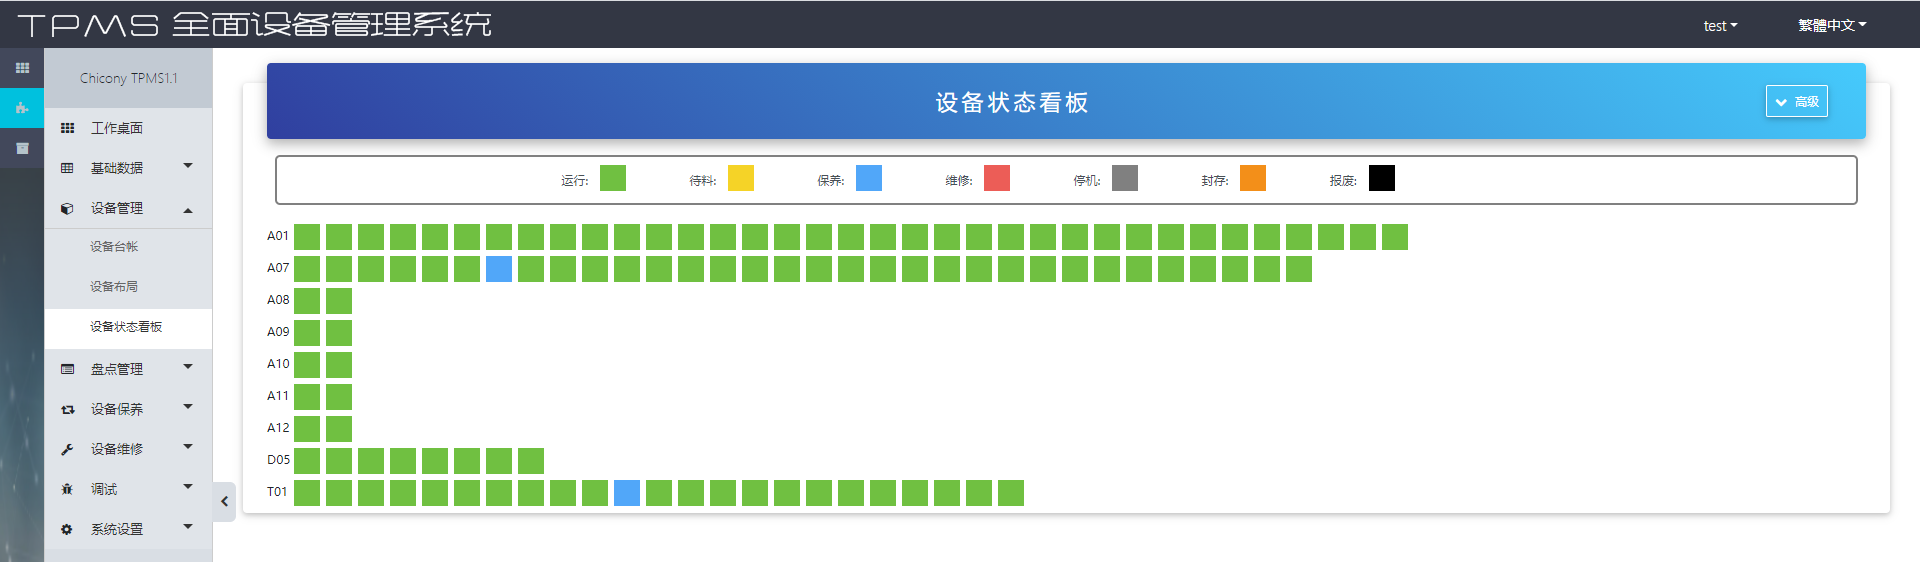 TPMS 全面设备管理系统
test
繁體中文
Chicony TPMS1.1
工作桌面
基础数据
设备管理
设备台帐
设备布局
设备状态看板
盘点管理
设备保养
设备维修
调试
系统设置
设备状态看板
高级
运行: 待料: 保养: 维修: 停机: 封存: 报废:
A01
A07
A08
A09
A10
A11
A12
D05
T01